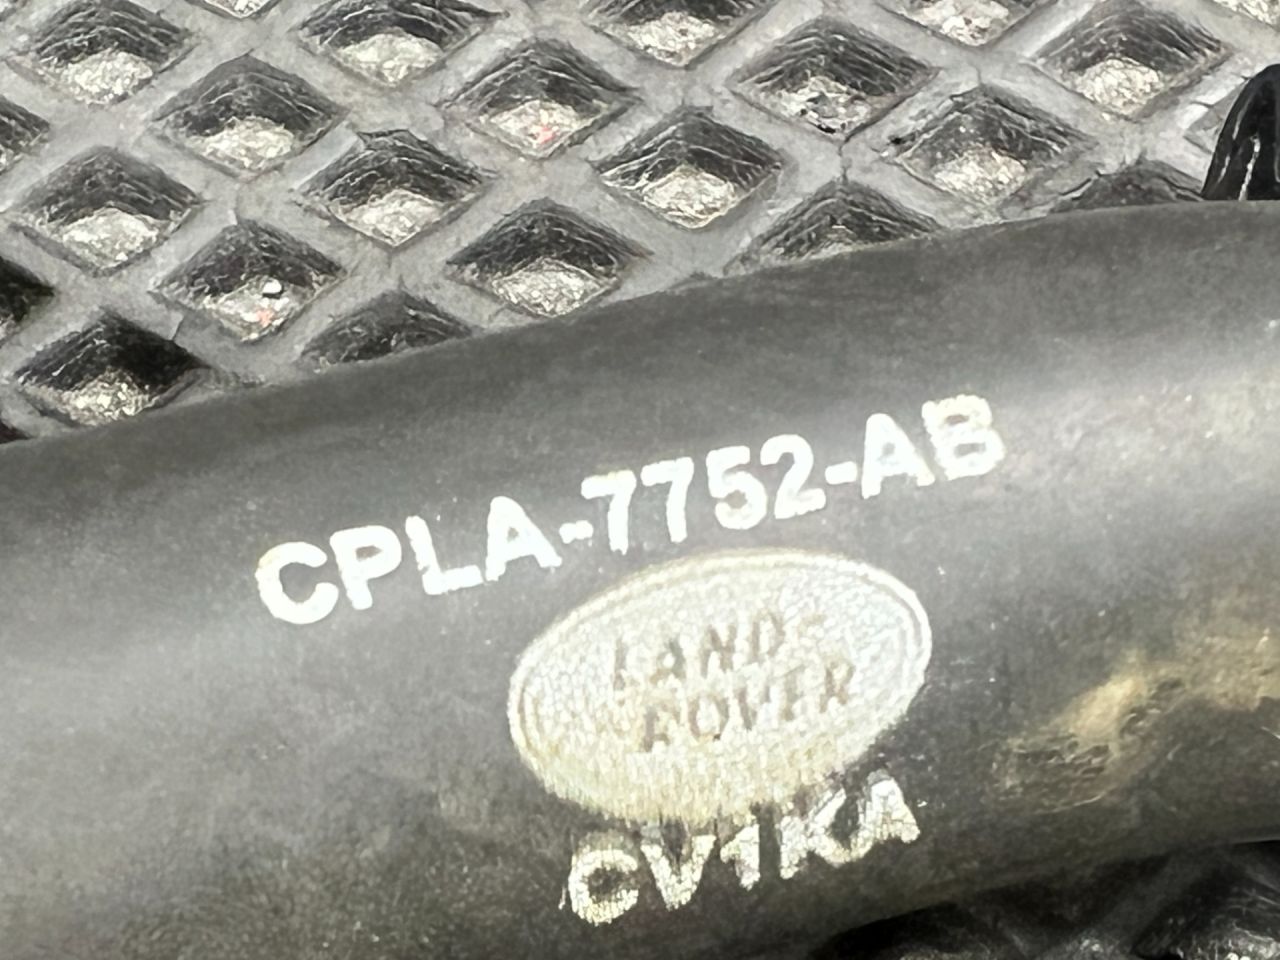 CPLA-7752-AB
LAND-
ROVER
CV1KA